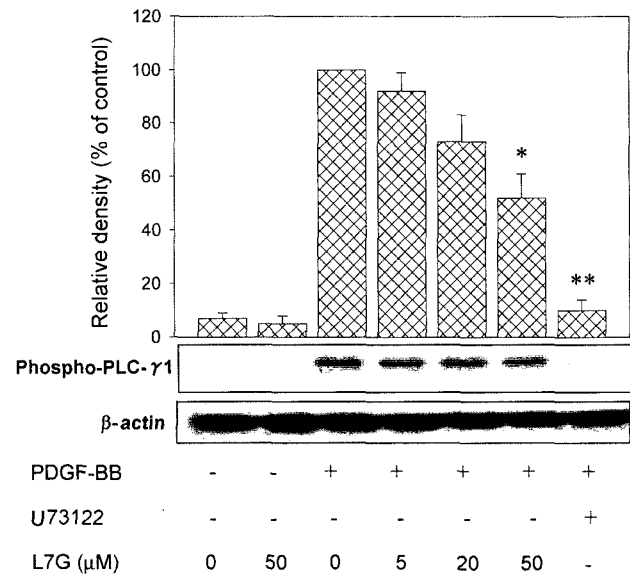 120
100
80
60
40
20
0
Relative density (% of control)
*
**
Phospho-PLC-γ1
β-actin
PDGF-BB - - + + + + +
U73122 - - - - - - +
L7G (μM) 0 50 0 5 20 50 -